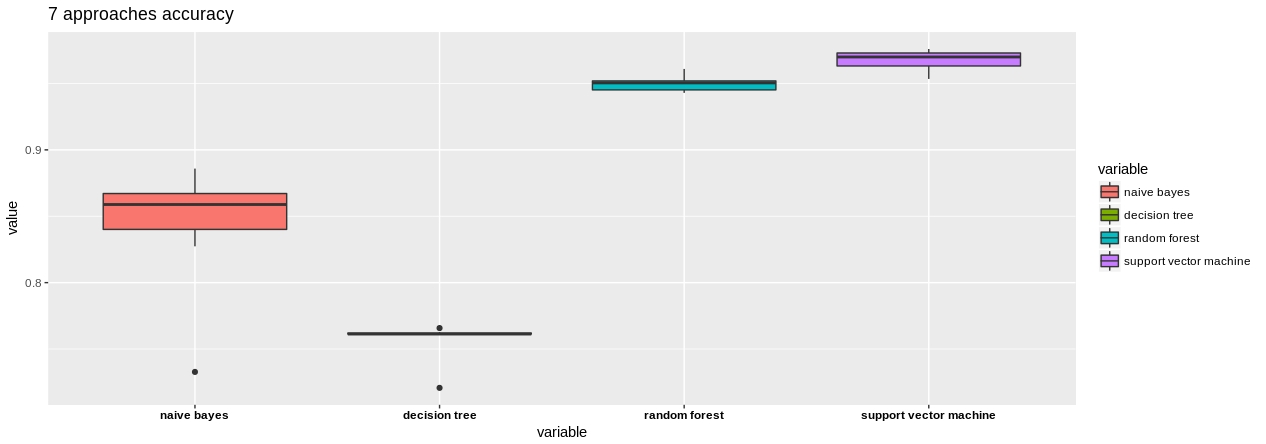 7 approaches accuracy
value
0.9
0.8
naive bayes
decision tree
random forest
support vector machine
variable
variable
naive bayes
decision tree
random forest
support vector machine